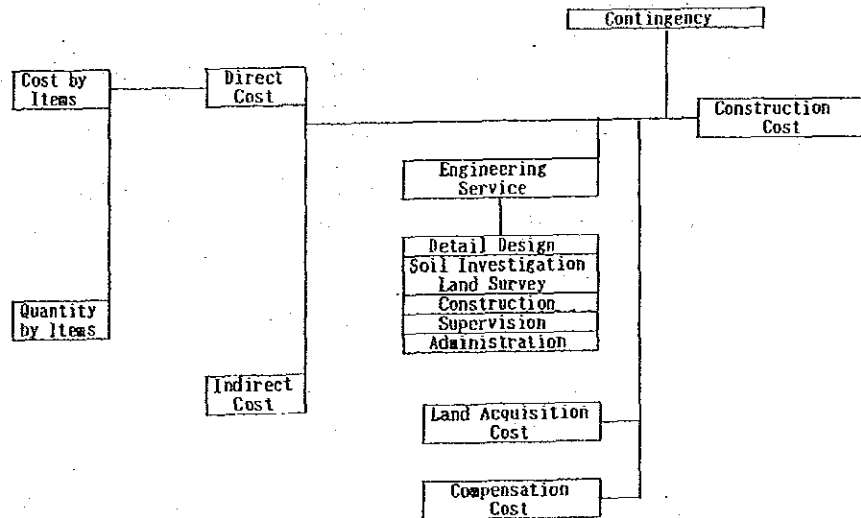 Contingency
Cost by
Items
Direct
Cost
Construction
Cost
Engineering
Service
Detail Design
Soil Investigation
Land Survey
Construction
Supervision
Administration
Quantity
by Items
Indirect
Cost
Land Acquisition
Cost
Compensation
Cost